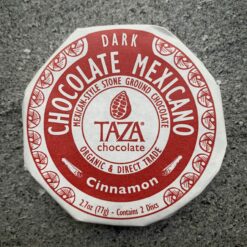 DARK
CHOCOLATE MEXICANO
MEXICAN-STYLE STONE GROUND CHOCOLATE
TAZA®
chocolate
ORGANIC & DIRECT TRADE
Cinnamon
2.7oz (77g) - Contains 2 Discs